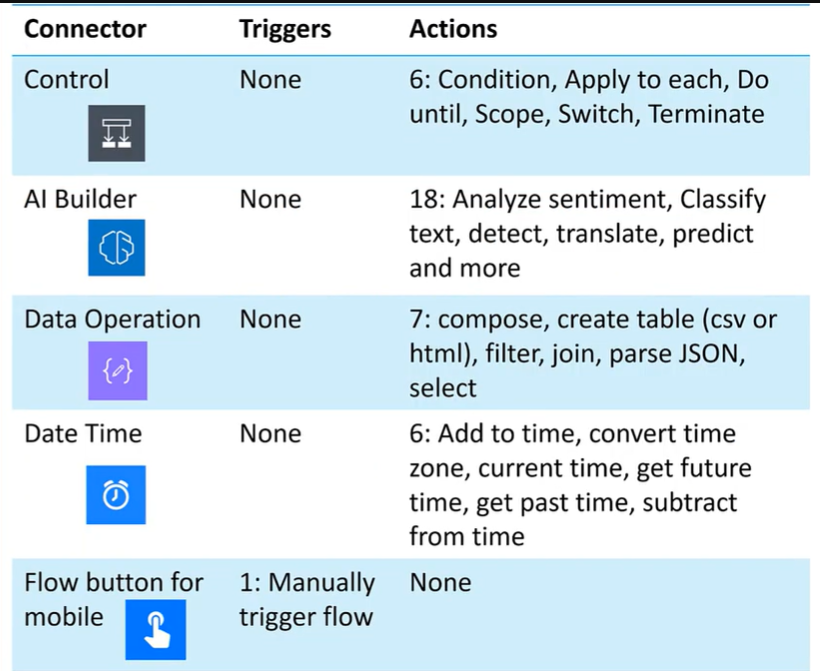 Connector Triggers Actions
Control None 6: Condition, Apply to each, Do
until, Scope, Switch, Terminate
AI Builder None 18: Analyze sentiment, Classify
text, detect, translate, predict
and more
Data Operation None 7: compose, create table (csv or
html), filter, join, parse JSON,
select
Date Time None 6: Add to time, convert time
zone, current time, get future
time, get past time, subtract
from time
Flow button for 1: Manually None
mobile trigger flow